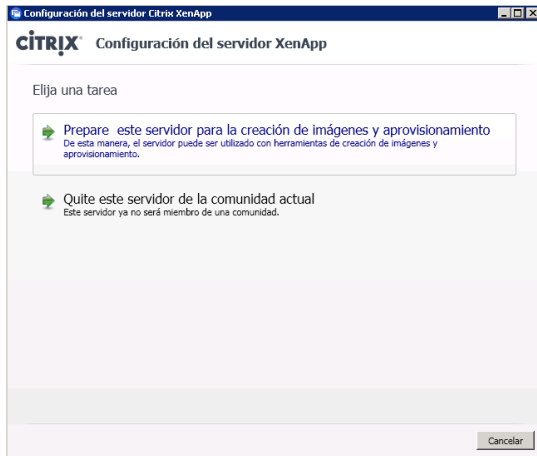 Configuración del servidor Citrix XenApp
CITRIX Configuración del servidor XenApp
Elija una tarea
Prepare este servidor para la creación de imágenes y aprovisionamiento
De esta manera, el servidor puede ser utilizado con herramientas de creación de imágenes y
aprovisionamiento.
Quite este servidor de la comunidad actual
Este servidor ya no será miembro de una comunidad.
Cancelar